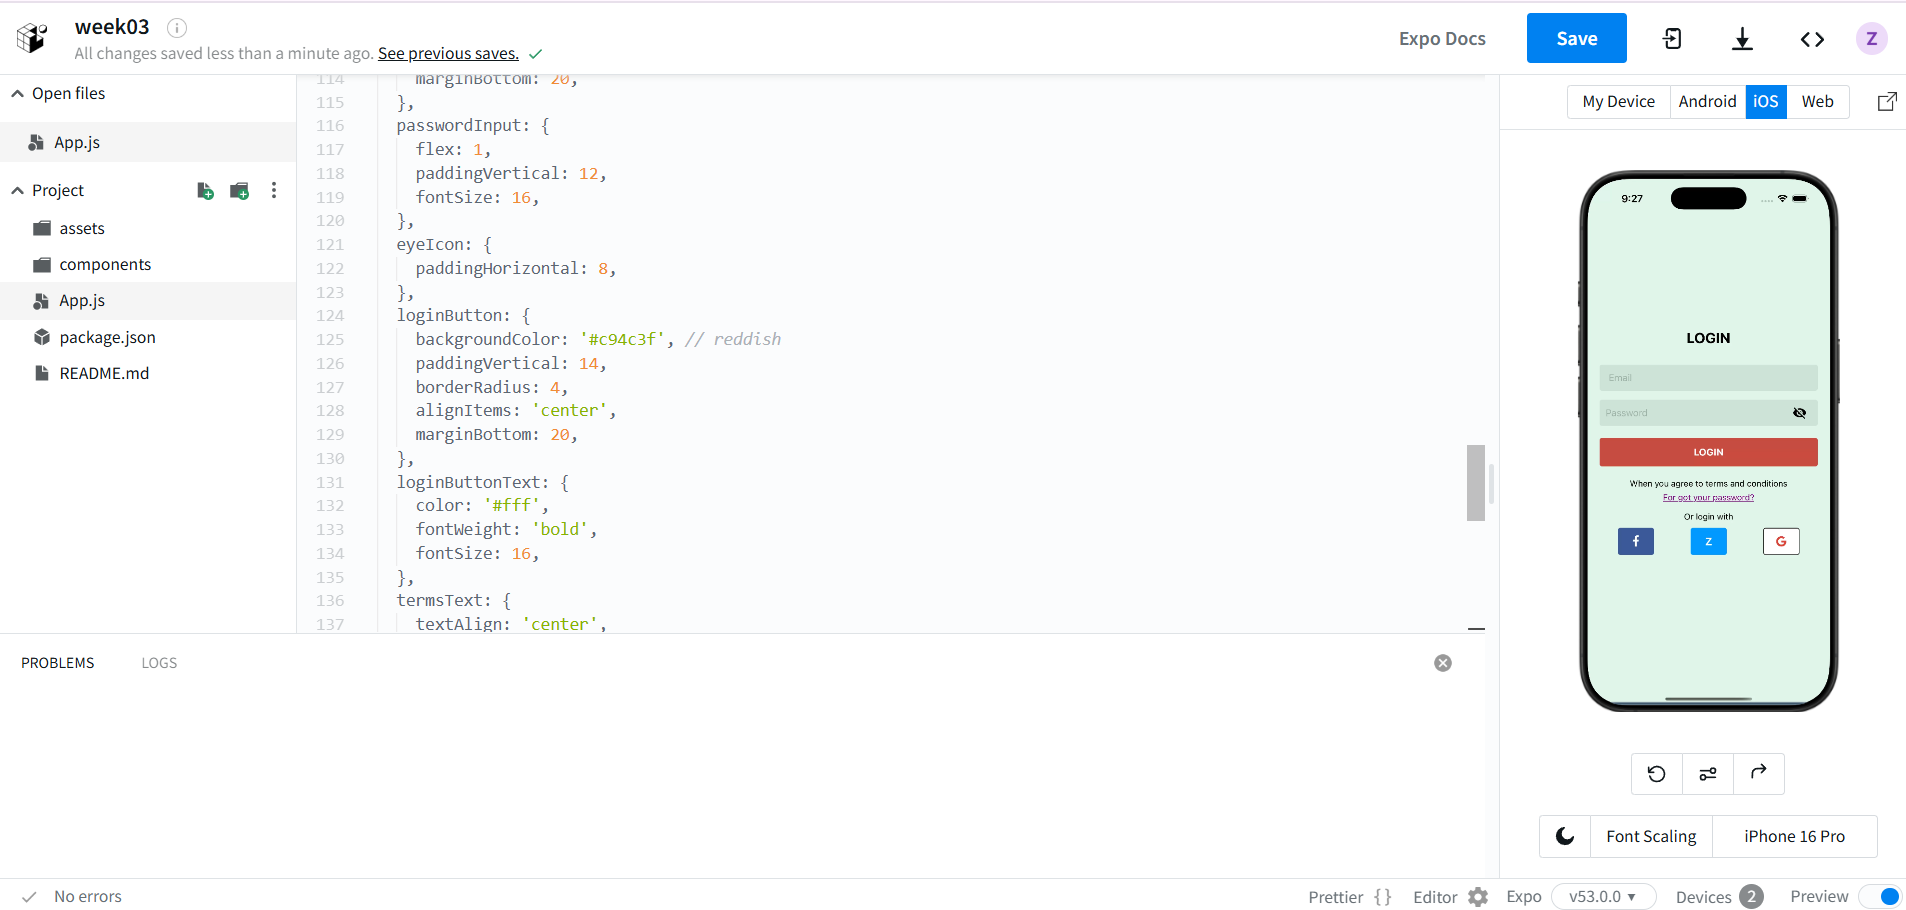 week03
All changes saved less than a minute ago. See previous saves.
Expo Docs
Save
Z
Open files
App.js
Project
assets
components
App.js
package.json
README.md
114 marginBottom: 20,
115 },
116 passwordInput: {
117 flex: 1,
118 paddingVertical: 12,
119 fontSize: 16,
120 },
121 eyeIcon: {
122 paddingHorizontal: 8,
123 },
124 loginButton: {
125 backgroundColor: '#c94c3f', // reddish
126 paddingVertical: 14,
127 borderRadius: 4,
128 alignItems: 'center',
129 marginBottom: 20,
130 },
131 loginButtonText: {
132 color: '#fff',
133 fontWeight: 'bold',
134 fontSize: 16,
135 },
136 termsText: {
137 textAlign: 'center',
PROBLEMS LOGS
My Device Android iOS Web
9:27
LOGIN
Email
Password
LOGIN
When you agree to terms and conditions
For got your password?
Or login with
f Z G
Font Scaling iPhone 16 Pro
No errors
Prettier {} Editor Expo v53.0.0 Devices 2 Preview